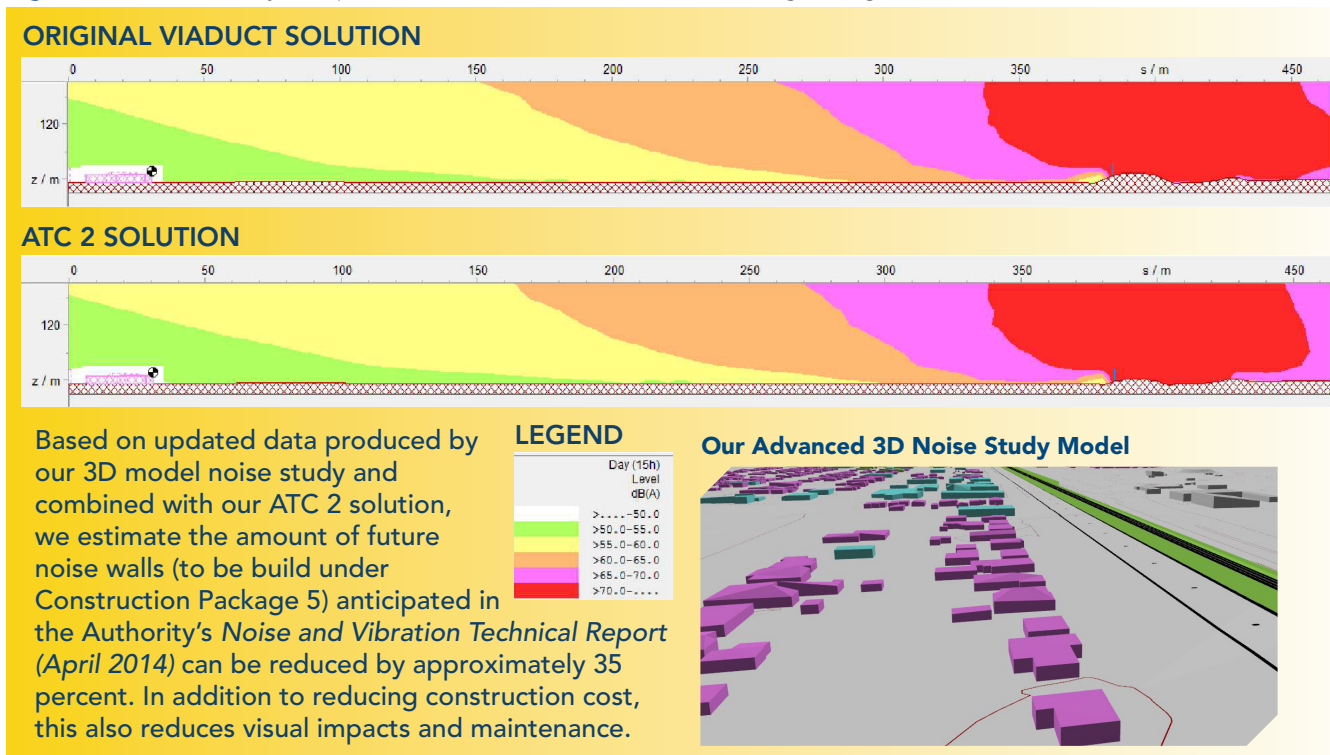 ORIGINAL VIADUCT SOLUTION
0 50 100 150 200 250 300 350 s / m 450
120
z / m
ATC 2 SOLUTION
0 50 100 150 200 250 300 350 s / m 450
120
z / m
Based on updated data produced by
our 3D model noise study and
combined with our ATC 2 solution,
we estimate the amount of future
noise walls (to be build under
Construction Package 5) anticipated in
the Authority's Noise and Vibration Technical Report
(April 2014) can be reduced by approximately 35
percent. In addition to reducing construction cost,
this also reduces visual impacts and maintenance.
LEGEND
Day (15h)
Level
dB(A)
>....-50.0
>50.0-55.0
>55.0-60.0
>60.0-65.0
>65.0-70.0
>70.0-....
Our Advanced 3D Noise Study Model